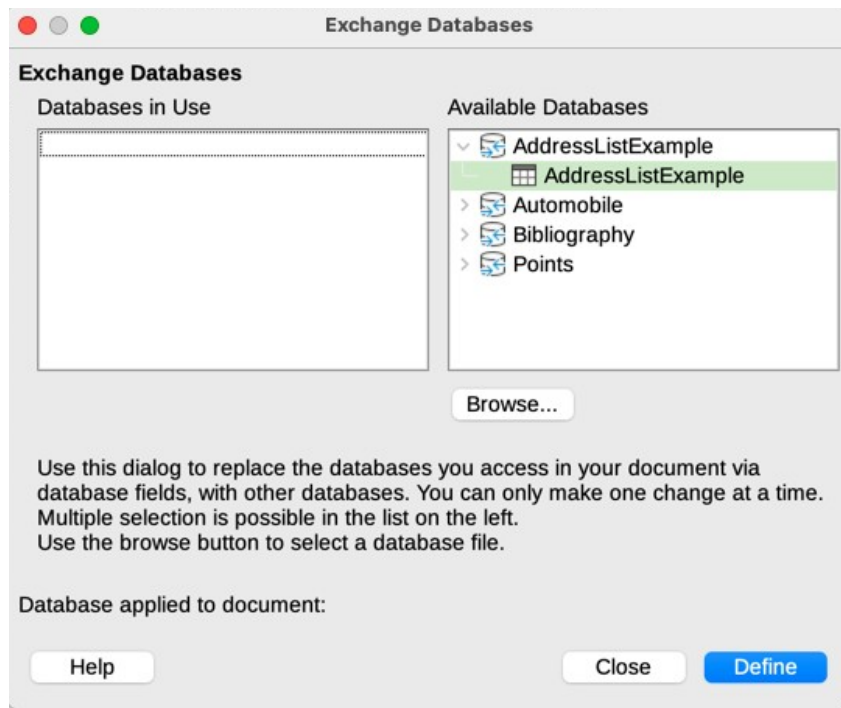 Exchange Databases
Exchange Databases
Databases in Use
Available Databases
AddressListExample
AddressListExample
Automobile
Bibliography
Points
Browse...
Use this dialog to replace the databases you access in your document via
database fields, with other databases. You can only make one change at a time.
Multiple selection is possible in the list on the left.
Use the browse button to select a database file.
Database applied to document:
Help
Close
Define